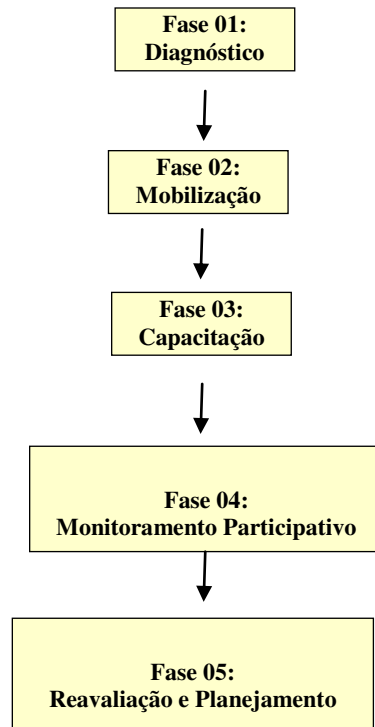 Fase 01:
Diagnóstico
Fase 02:
Mobilização
Fase 03:
Capacitação
Fase 04:
Monitoramento Participativo
Fase 05:
Reavaliação e Planejamento